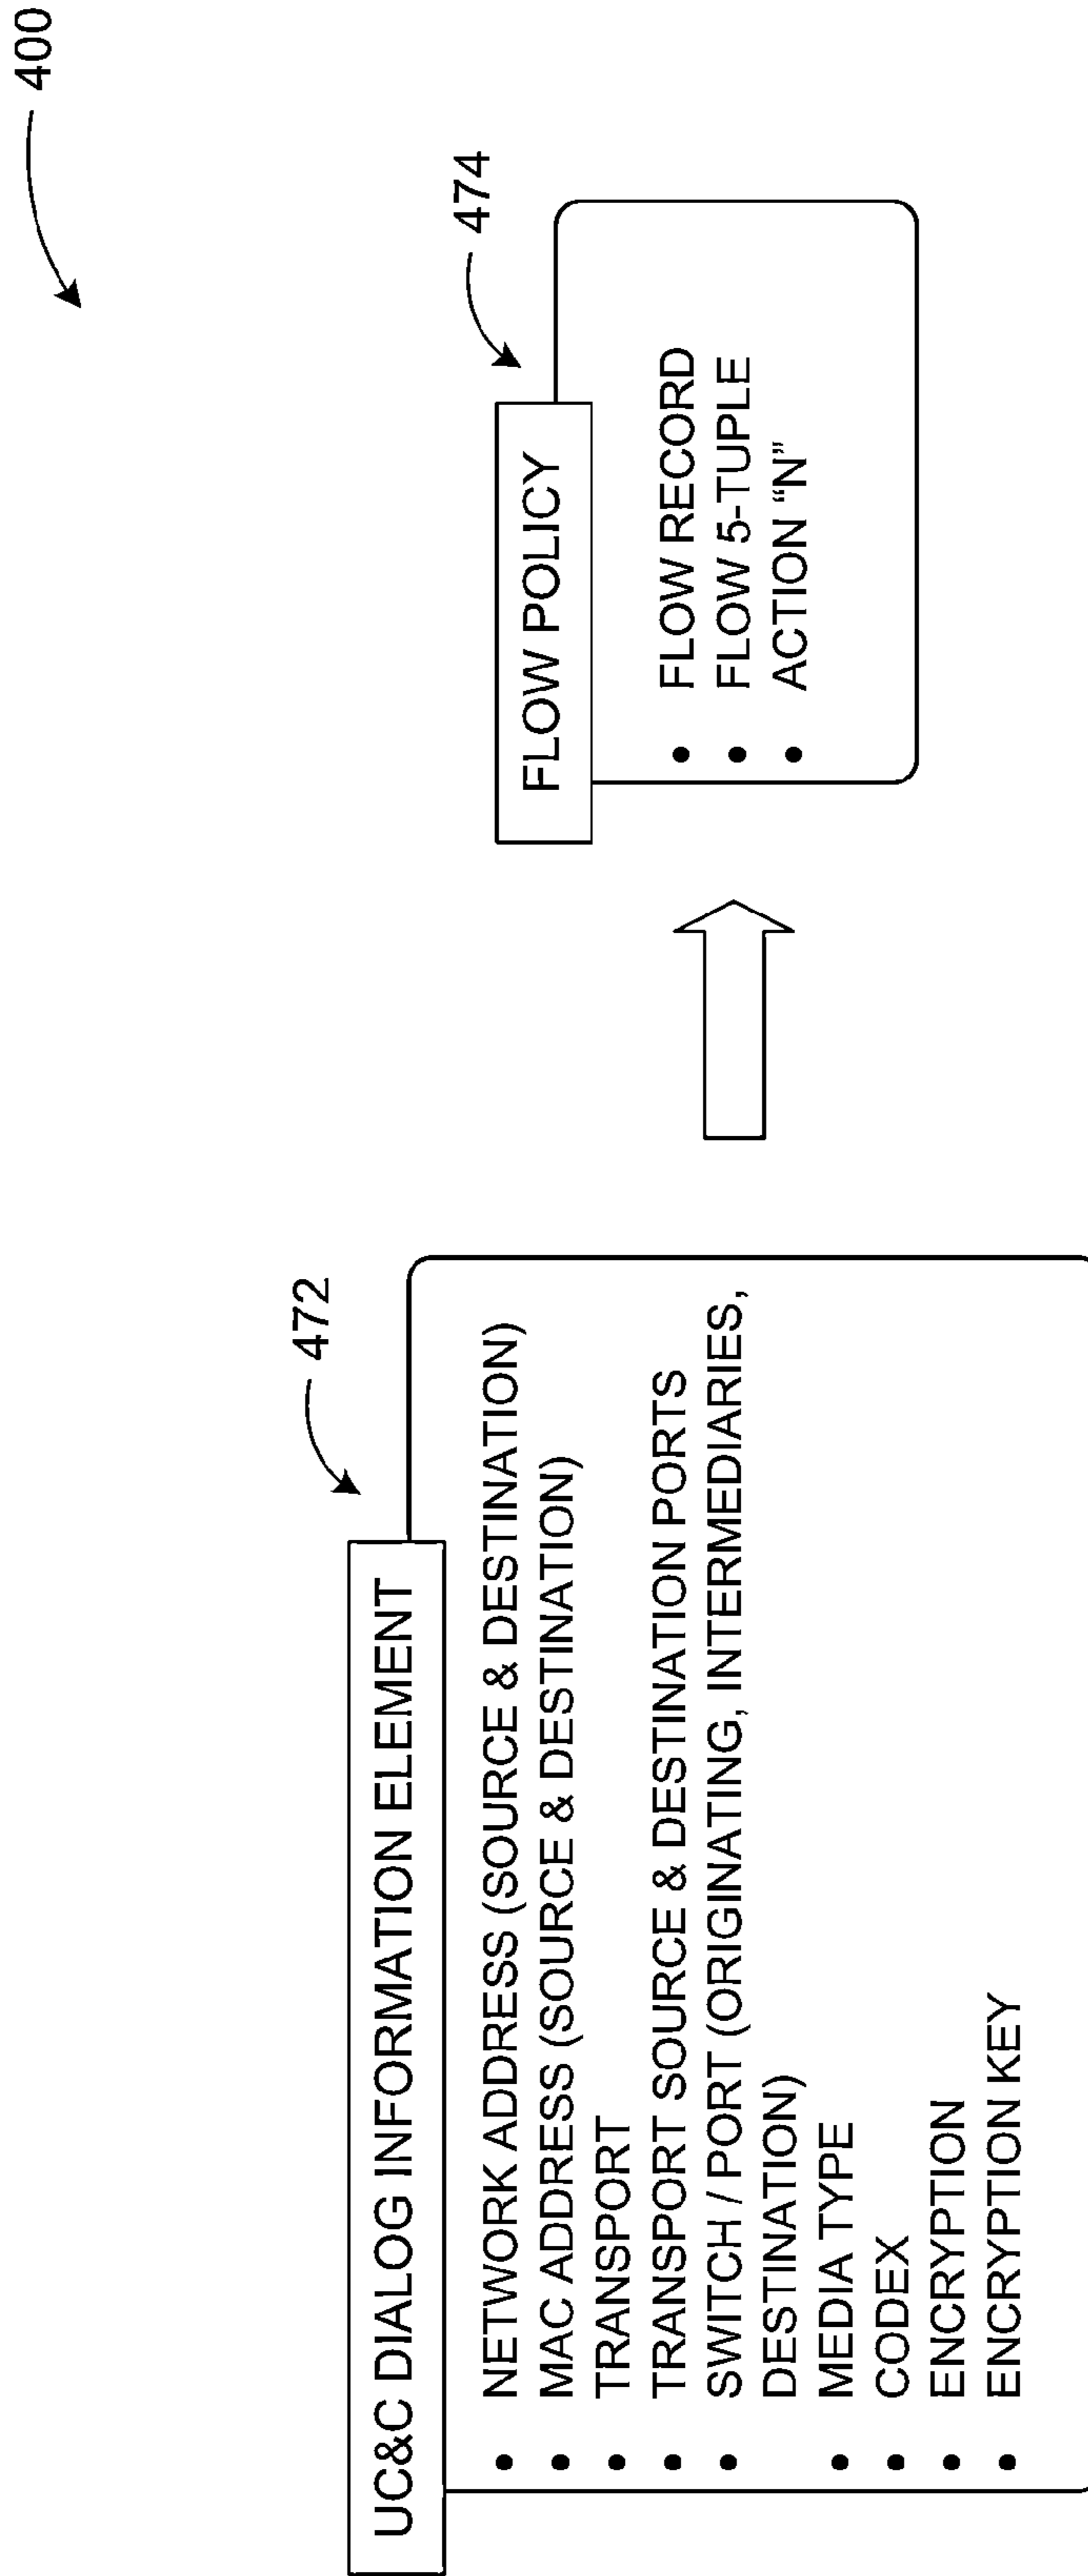 400
472
UC&C DIALOG INFORMATION ELEMENT
• NETWORK ADDRESS (SOURCE & DESTINATION)
• MAC ADDRESS (SOURCE & DESTINATION)
• TRANSPORT
• TRANSPORT SOURCE & DESTINATION PORTS
• SWITCH / PORT (ORIGINATING, INTERMEDIARIES,
DESTINATION)
• MEDIA TYPE
• CODEX
• ENCRYPTION
• ENCRYPTION KEY
474
FLOW POLICY
• FLOW RECORD
• FLOW 5-TUPLE
• ACTION “N”